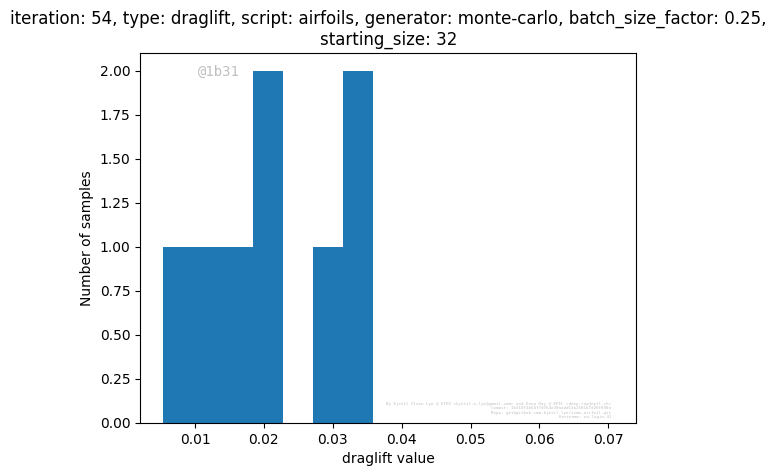 iteration: 54, type: draglift, script: airfoils, generator: monte-carlo, batch_size_factor: 0.25,
starting_size: 32
@1b31
2.00
1.75
1.50
1.25
1.00
0.75
0.50
0.25
0.00
Number of samples
0.01 0.02 0.03 0.04 0.05 0.06 0.07
draglift value